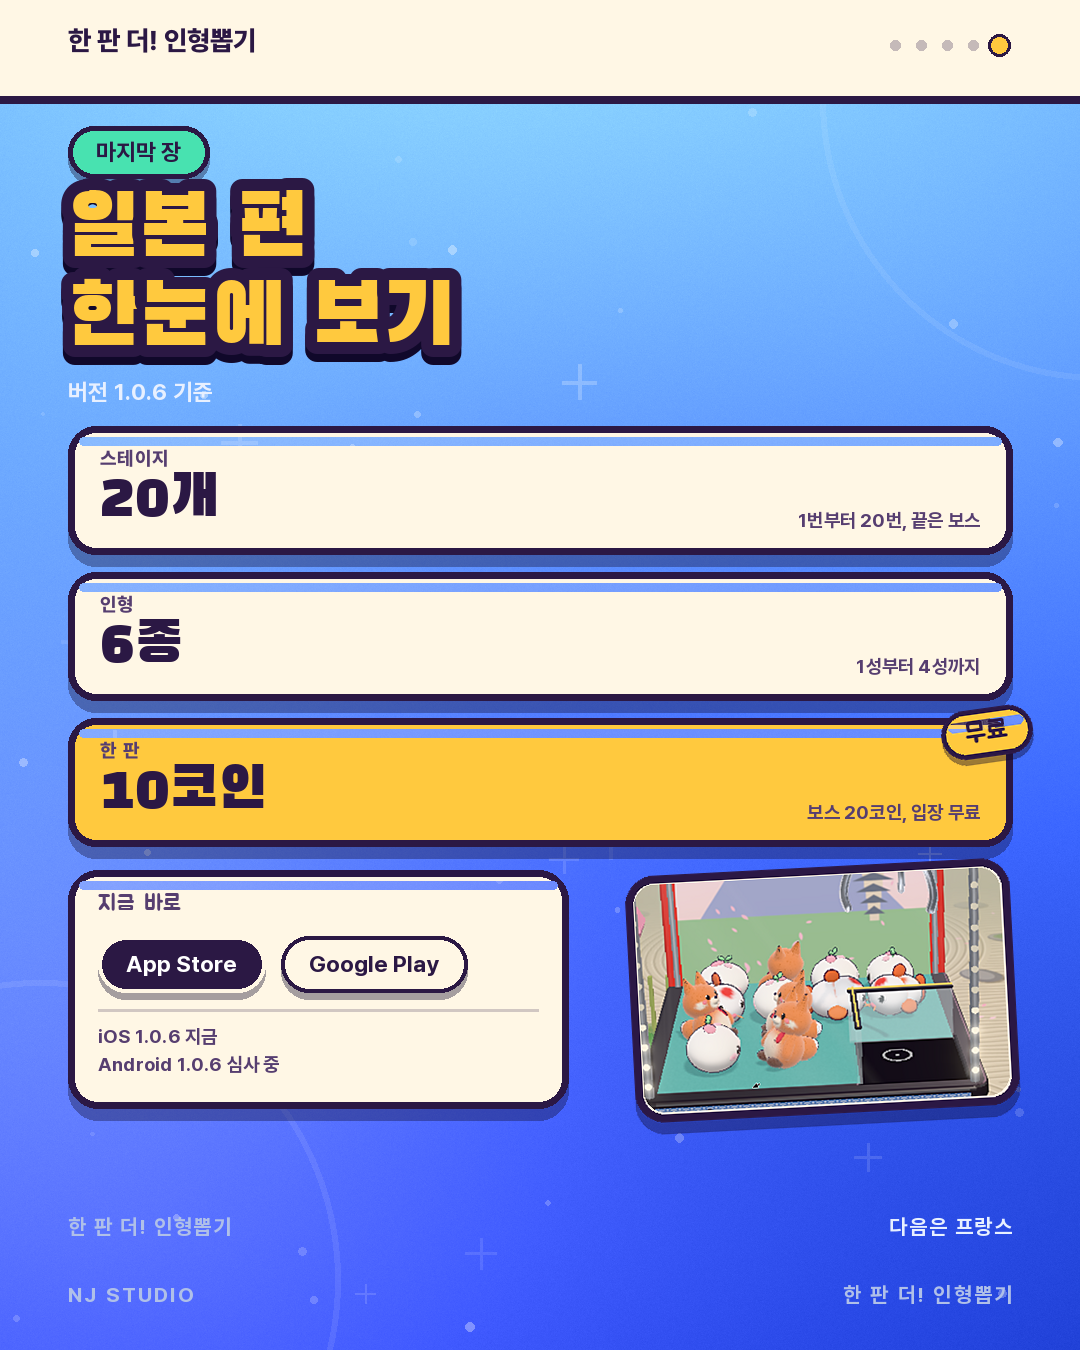 한 판 더! 인형뽑기
마지막 장
일본 편
한눈에 보기
버전 1.0.6 기준
스테이지
20개
1번부터 20번, 끝은 보스
인형
6종
1성부터 4성까지
무료
한 판
10코인
보스 20코인, 입장 무료
지금 바로
App Store
Google Play
iOS 1.0.6 지금
Android 1.0.6 심사 중
한 판 더! 인형뽑기
다음은 프랑스
NJ STUDIO
한 판 더! 인형뽑기